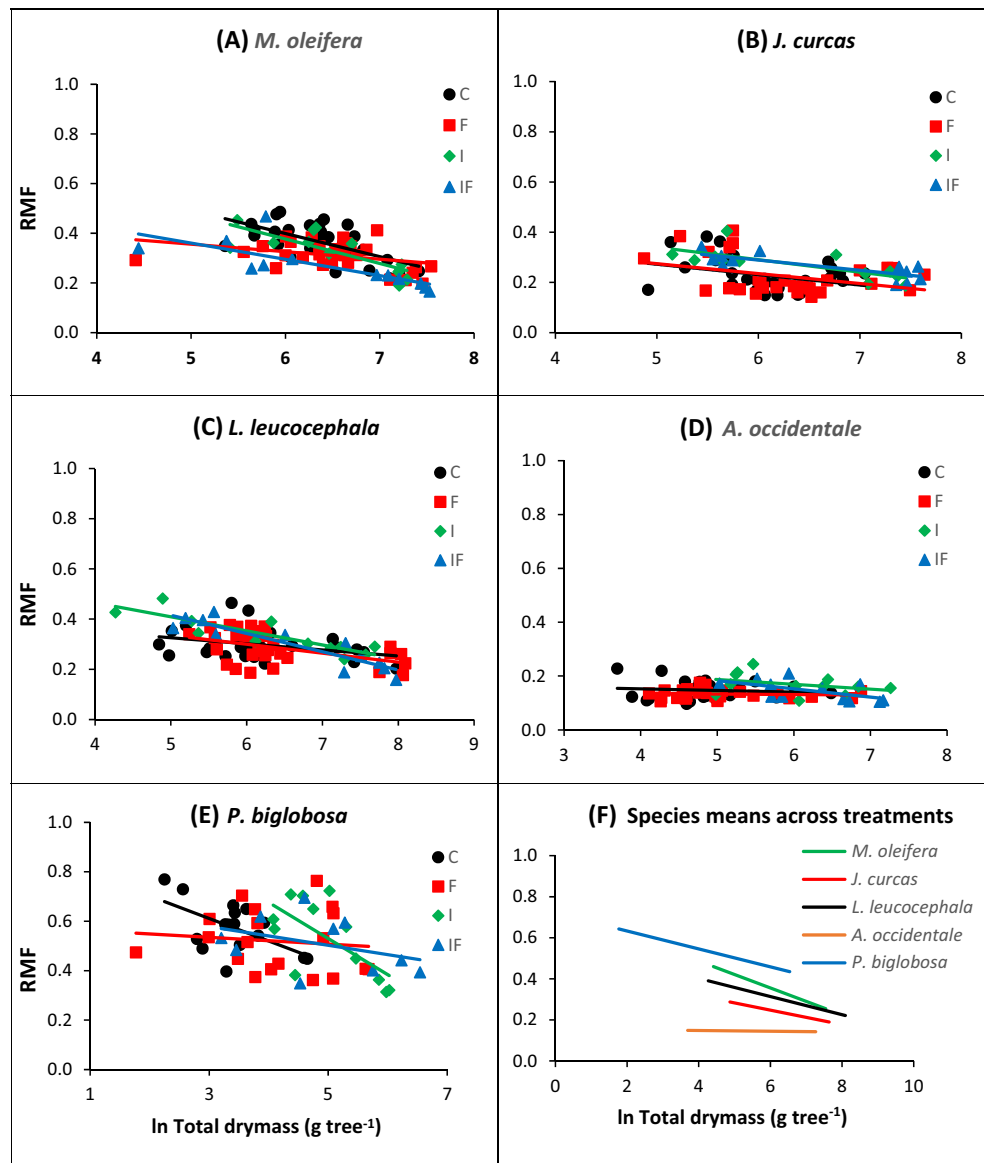 (A) M. oleifera
1.0
0.8
0.6
0.4
0.2
0.0
RMF
4 5 6 7 8
C
F
I
IF
(B) J. curcas
1.0
0.8
0.6
0.4
0.2
0.0
4 5 6 7 8
C
F
I
IF
(C) L. leucocephala
1.0
0.8
0.6
0.4
0.2
0.0
RMF
4 5 6 7 8 9
C
F
I
IF
(D) A. occidentale
1.0
0.8
0.6
0.4
0.2
0.0
3 4 5 6 7 8
C
F
I
IF
(E) P. biglobosa
1.0
0.8
0.6
0.4
0.2
0.0
RMF
1 3 5 7
ln Total drymass (g tree-1)
C
F
I
IF
(F) Species means across treatments
1.0
0.8
0.6
0.4
0.2
0.0
0 2 4 6 8 10
ln Total drymass (g tree-1)
M. oleifera
J. curcas
L. leucocephala
A. occidentale
P. biglobosa